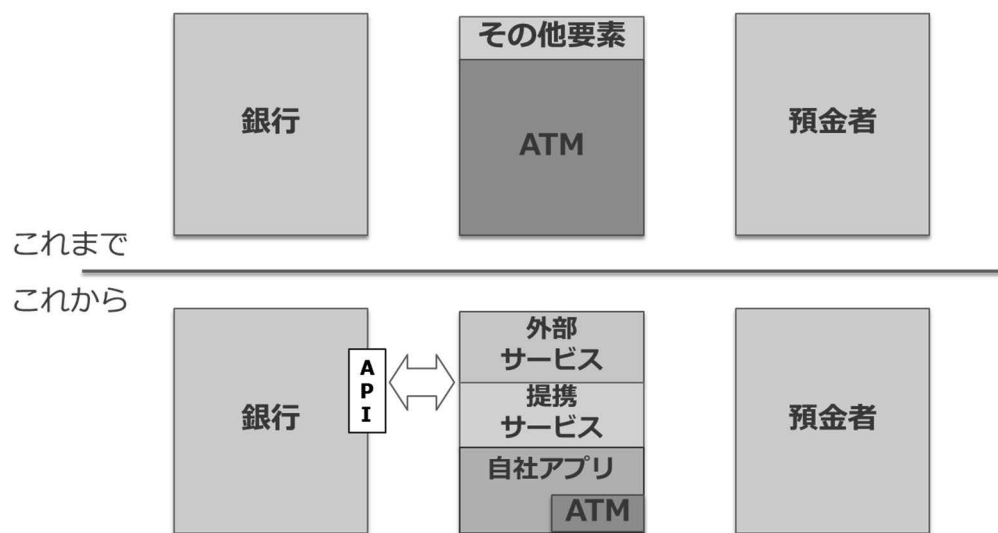 銀行
その他要素
ATM
預金者
これまで
これから
銀行
API
外部
サービス
提携
サービス
自社アプリ
ATM
預金者